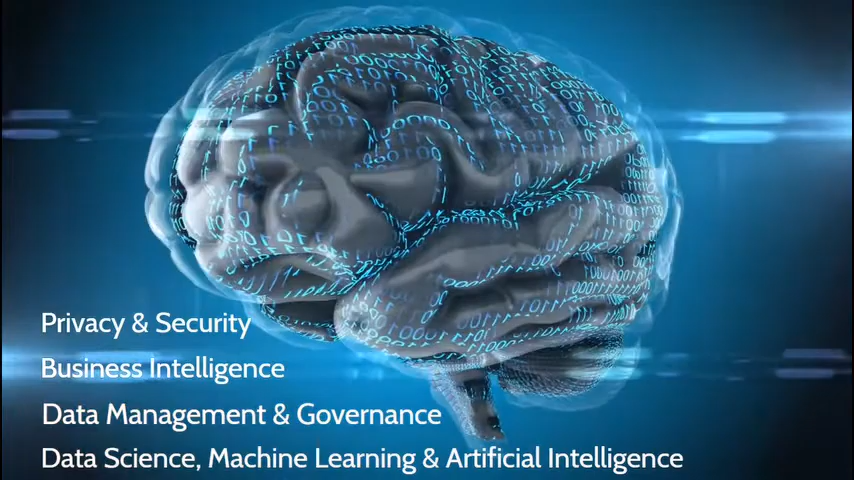 Privacy & Security
Business Intelligence
Data Management & Governance
Data Science, Machine Learning & Artificial Intelligence